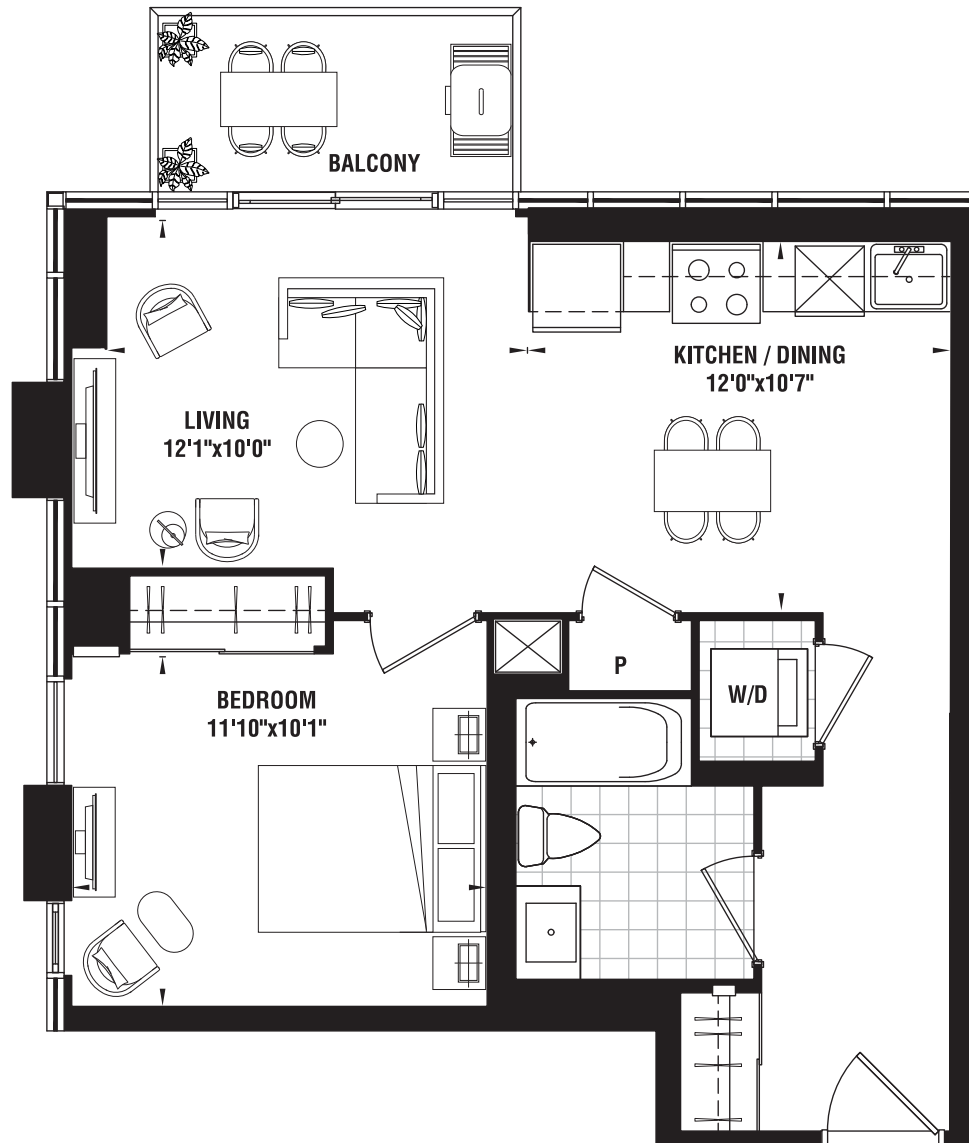 BALCONY
KITCHEN / DINING
12'0"x10'7"
LIVING
12'1"x10'0"
P
W/D
BEDROOM
11'10"x10'1"